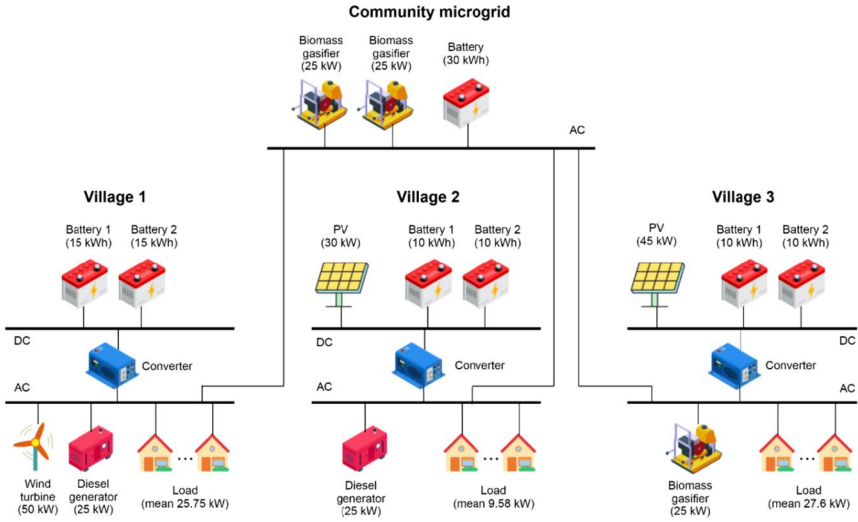 Community microgrid
Biomass
gasifier
(25 kW)
Biomass
gasifier
(25 kW)
Battery
(30 kWh)
AC
Village 1
Battery 1
(15 kWh)
Battery 2
(15 kWh)
DC
Converter
AC
Wind
turbine
(50 kW)
Diesel
generator
(25 kW)
Load
(mean 25.75 kW)
Village 2
PV
(30 kW)
Battery 1
(10 kWh)
Battery 2
(10 kWh)
DC
Converter
AC
Diesel
generator
(25 kW)
Load
(mean 9.58 kW)
Village 3
PV
(45 kW)
Battery 1
(10 kWh)
Battery 2
(10 kWh)
DC
Converter
AC
Biomass
gasifier
(25 kW)
Load
(mean 27.6 kW)